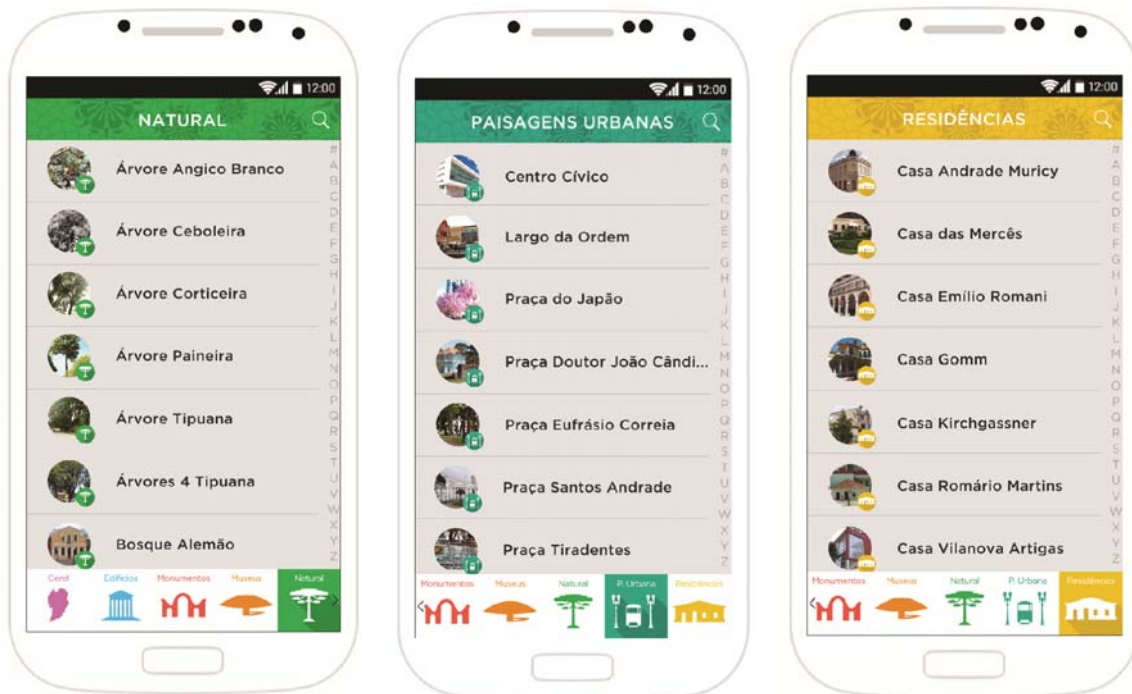 12:00
NATURAL
Árvore Angico Branco
Árvore Ceboleira
Árvore Corticeira
Árvore Paineira
Árvore Tipuana
Árvores 4 Tipuana
Bosque Alemão
#
A
B
C
D
E
F
G
H
I
J
K
L
M
N
O
P
Q
R
S
T
U
V
W
X
Y
Z
Geral Edifícios Monumentos Museus Natural
12:00
PAISAGENS URBANAS
Centro Cívico
Largo da Ordem
Praça do Japão
Praça Doutor João Cândi...
Praça Eufrásio Correia
Praça Santos Andrade
Praça Tiradentes
#
A
B
C
D
E
F
G
H
I
J
K
L
M
N
O
P
Q
R
S
T
U
V
W
X
Y
Z
Monumentos Museus Natural P. Urbana Residências
12:00
RESIDÊNCIAS
Casa Andrade Muricy
Casa das Mercês
Casa Emílio Romani
Casa Gomm
Casa Kirchgassner
Casa Romário Martins
Casa Vilanova Artigas
#
A
B
C
D
E
F
G
H
I
J
K
L
M
N
O
P
Q
R
S
T
U
V
W
X
Y
Z
Monumentos Museus Natural P. Urbana Residências